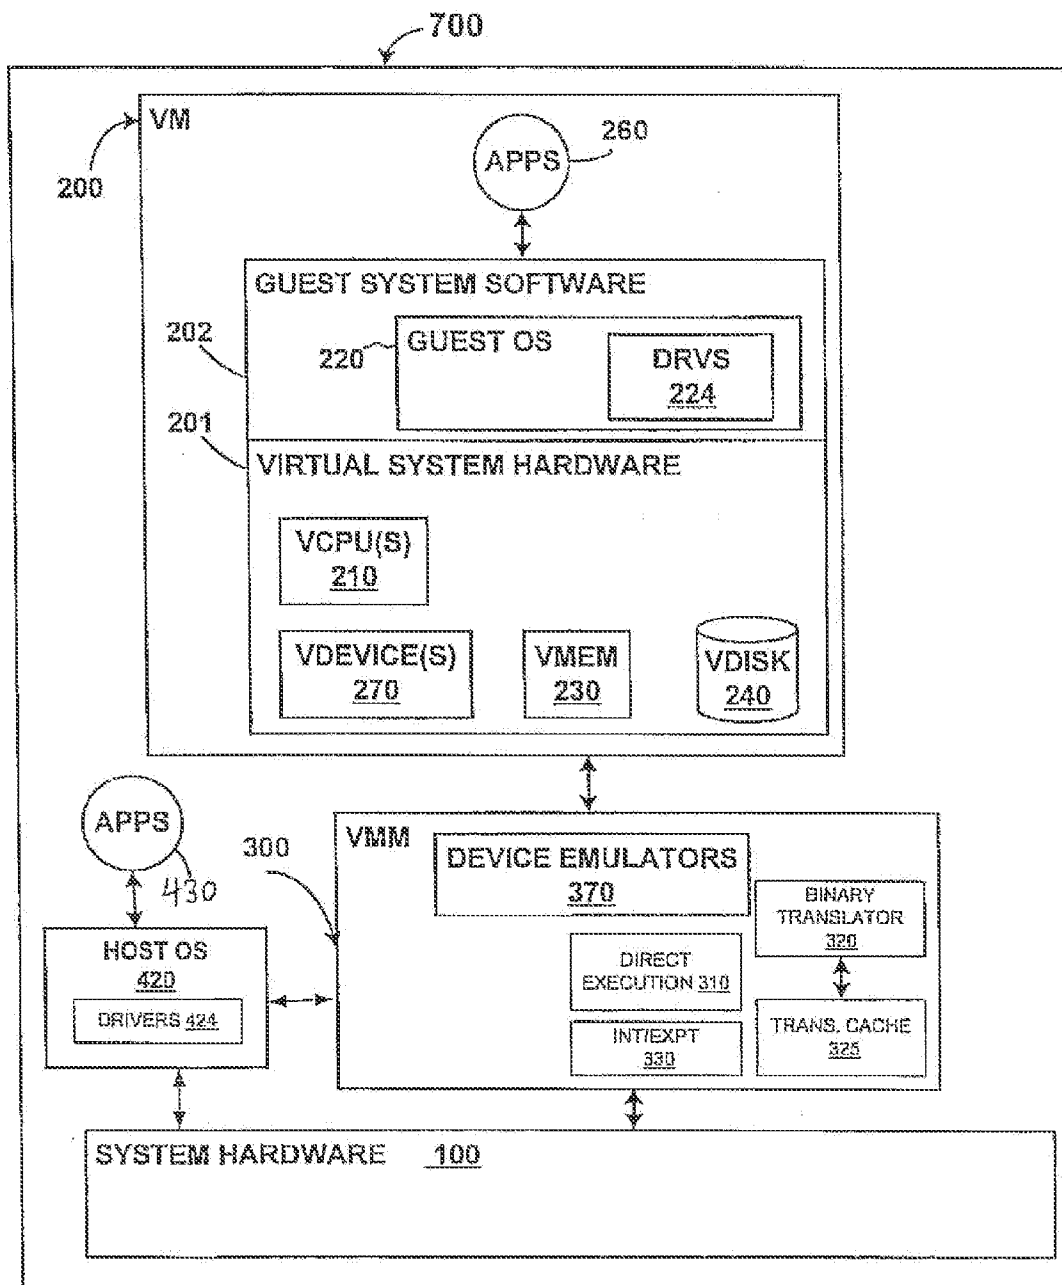 700
VM
200
APPS
260
GUEST SYSTEM SOFTWARE
202
220
GUEST OS
DRVS
224
201
VIRTUAL SYSTEM HARDWARE
VCPU(S)
210
VDEVICE(S)
270
VMEM
230
VDISK
240
APPS
430
300
VMM
DEVICE EMULATORS
370
BINARY
TRANSLATOR
320
DIRECT
EXECUTION 310
INT/EXPT
330
TRANS. CACHE
325
HOST OS
420
DRIVERS 424
SYSTEM HARDWARE 100